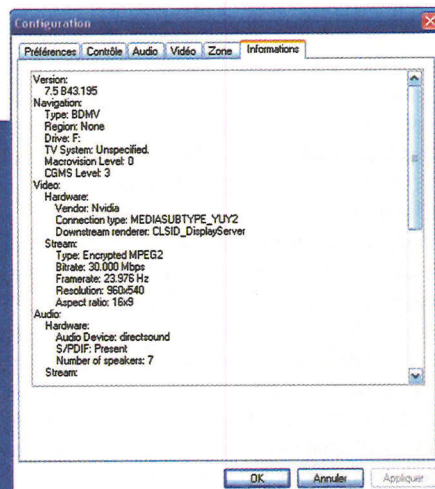 Configuration
Préférences Contrôle Audio Vidéo Zone Informations
Version:
7.5 B43.195
Navigation:
Type: BDMV
Region: None
Drive: F:
TV System: Unspecified.
Macrovision Level: 0
CGMS Level: 3
Video:
Hardware:
Vendor: Nvidia
Connection type: MEDIASUBTYPE_YUY2
Downstream renderer: CLSID_DisplayServer
Stream:
Type: Encrypted MPEG2
Bitrate: 30.000 Mbps
Framerate: 23.976 Hz
Resolution: 960x540
Aspect ratio: 16x9
Audio:
Hardware:
Audio Device: directsound
S/PDIF: Present
Number of speakers: 7
Stream:
OK Annuler Appliquer